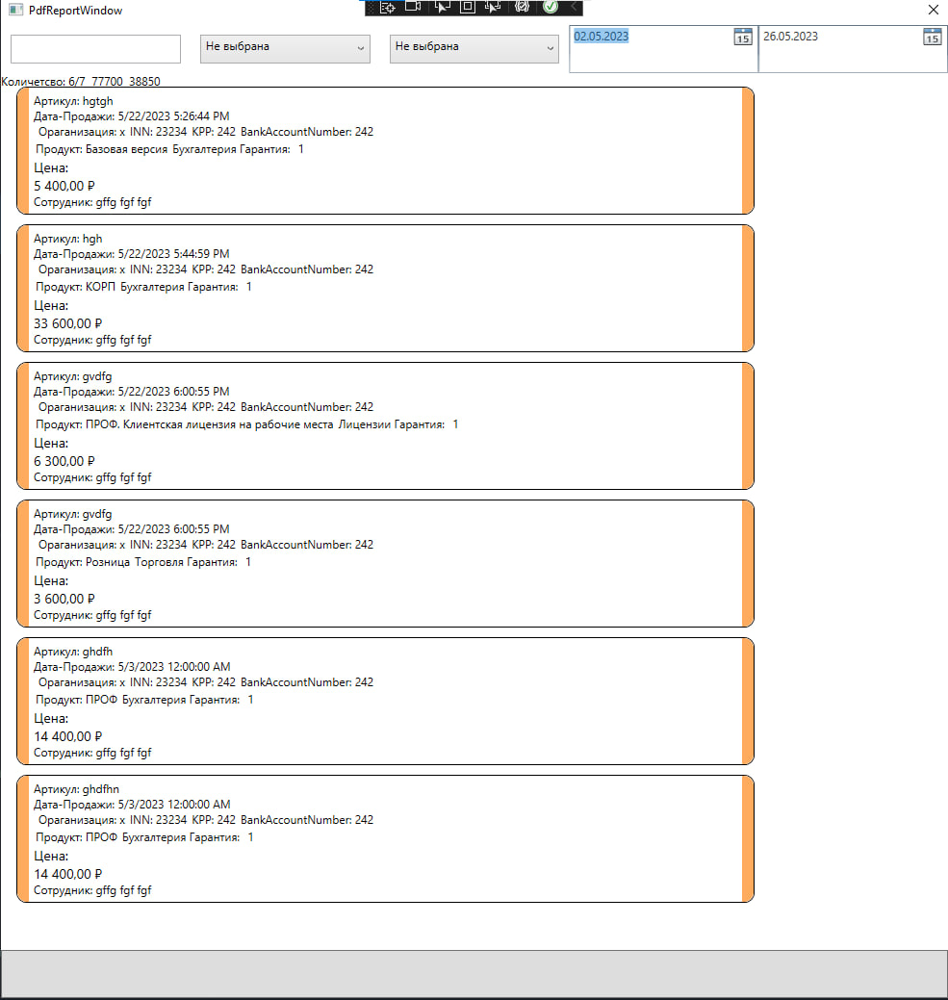 PdfReportWindow
Не выбрана Не выбрана 02.05.2023 15 26.05.2023 15
Количетсво: 6/7 77700 38850
Артикул: hgtgh
Дата-Продажи: 5/22/2023 5:26:44 PM
Ораганизация: x INN: 23234 KPP: 242 BankAccountNumber: 242
Продукт: Базовая версия Бухгалтерия Гарантия: 1
Цена:
5 400,00 ₽
Сотрудник: gffg fgf fgf
Артикул: hgh
Дата-Продажи: 5/22/2023 5:44:59 PM
Ораганизация: x INN: 23234 KPP: 242 BankAccountNumber: 242
Продукт: КОРП Бухгалтерия Гарантия: 1
Цена:
33 600,00 ₽
Сотрудник: gffg fgf fgf
Артикул: gvdfg
Дата-Продажи: 5/22/2023 6:00:55 PM
Ораганизация: x INN: 23234 KPP: 242 BankAccountNumber: 242
Продукт: ПРОФ. Клиентская лицензия на рабочие места Лицензии Гарантия: 1
Цена:
6 300,00 ₽
Сотрудник: gffg fgf fgf
Артикул: gvdfg
Дата-Продажи: 5/22/2023 6:00:55 PM
Ораганизация: x INN: 23234 KPP: 242 BankAccountNumber: 242
Продукт: Розница Торговля Гарантия: 1
Цена:
3 600,00 ₽
Сотрудник: gffg fgf fgf
Артикул: ghdfh
Дата-Продажи: 5/3/2023 12:00:00 AM
Ораганизация: x INN: 23234 KPP: 242 BankAccountNumber: 242
Продукт: ПРОФ Бухгалтерия Гарантия: 1
Цена:
14 400,00 ₽
Сотрудник: gffg fgf fgf
Артикул: ghdfhn
Дата-Продажи: 5/3/2023 12:00:00 AM
Ораганизация: x INN: 23234 KPP: 242 BankAccountNumber: 242
Продукт: ПРОФ Бухгалтерия Гарантия: 1
Цена:
14 400,00 ₽
Сотрудник: gffg fgf fgf